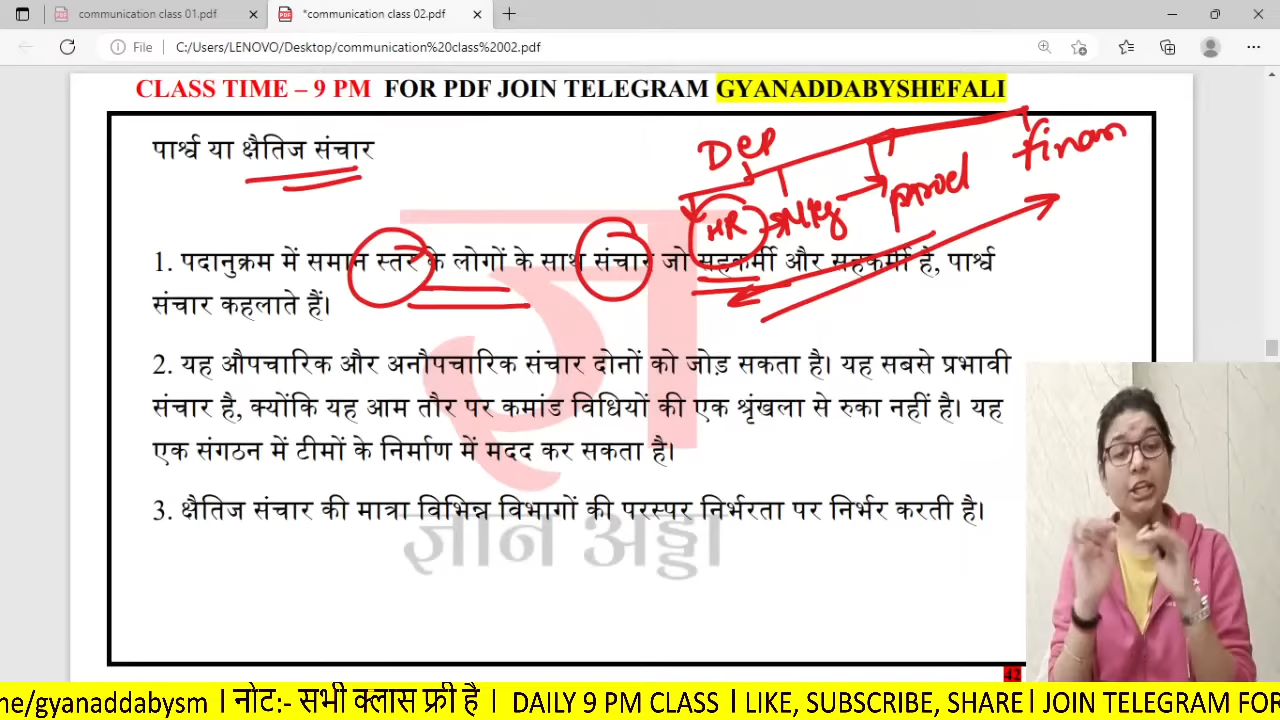 communication class 01.pdf
*communication class 02.pdf
File
C:/Users/LENOVO/Desktop/communication%20class%2002.pdf
CLASS TIME – 9 PM FOR PDF JOIN TELEGRAM GYANADDABYSHEFALI
पार्श्व या क्षैतिज संचार
Dep
HR Mkg prod finan
1. पदानुक्रम में समान स्तर के लोगों के साथ संचार जो सहकर्मी और सहकर्मी है, पार्श्व
संचार कहलाते हैं।
2. यह औपचारिक और अनौपचारिक संचार दोनों को जोड़ सकता है। यह सबसे प्रभावी
संचार है, क्योंकि यह आम तौर पर कमांड विधियों की एक श्रृंखला से रुका नहीं है। यह
एक संगठन में टीमों के निर्माण में मदद कर सकता है।
3. क्षैतिज संचार की मात्रा विभिन्न विभागों की परस्पर निर्भरता पर निर्भर करती है।
ज्ञान अड्डा
42
me/gyanaddabysm । नोट:- सभी क्लास फ्री है । DAILY 9 PM CLASS । LIKE, SUBSCRIBE, SHARE। JOIN TELEGRAM FOR